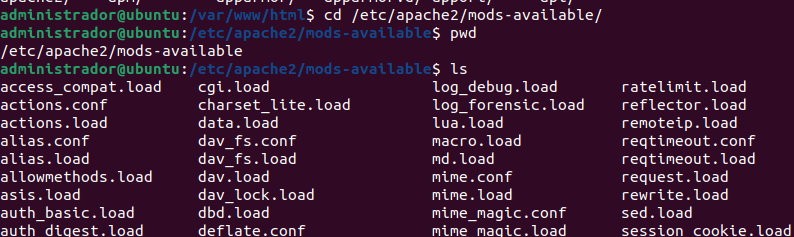 administrador@ubuntu:/var/www/html$ cd /etc/apache2/mods-available/
administrador@ubuntu:/etc/apache2/mods-available$ pwd
/etc/apache2/mods-available
administrador@ubuntu:/etc/apache2/mods-available$ ls
access_compat.load cgi.load log_debug.load ratelimit.load
actions.conf charset_lite.load log_forensic.load reflector.load
actions.load data.load lua.load remoteip.load
alias.conf dav_fs.conf macro.load reqtimeout.conf
alias.load dav_fs.load md.load reqtimeout.load
allowmethods.load dav.load mime.conf request.load
asis.load dav_lock.load mime.load rewrite.load
auth_basic.load dbd.load mime_magic.conf sed.load
auth_digest.load deflate.conf mime_magic.load session_cookie.load